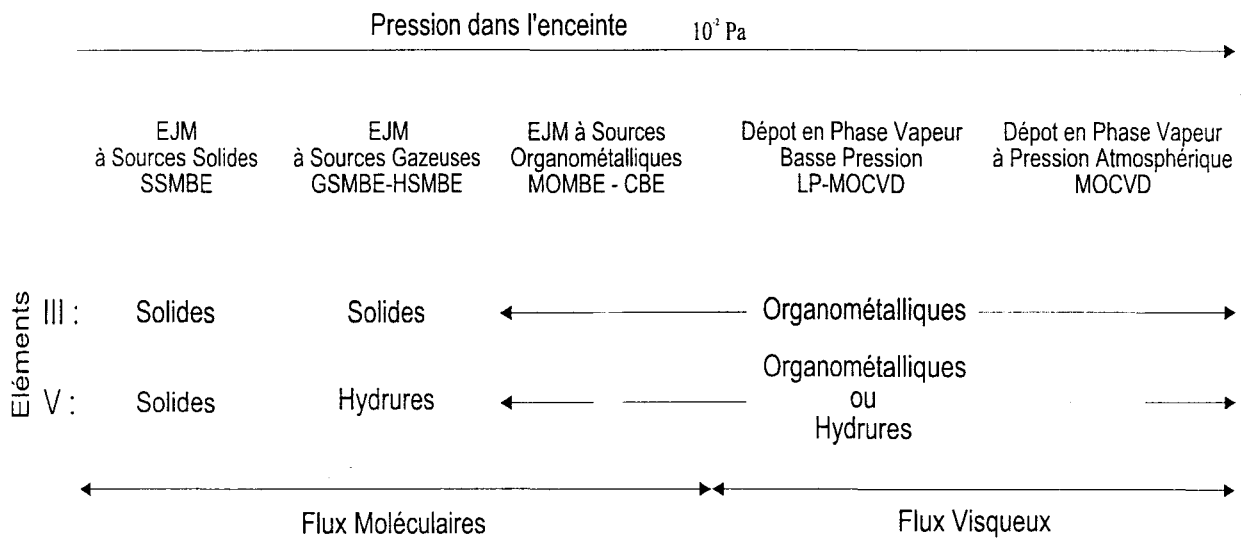 Pression dans l'enceinte 10⁻² Pa
EJM
à Sources Solides
SSMBE
EJM
à Sources Gazeuses
GSMBE-HSMBE
EJM à Sources
Organométalliques
MOMBE - CBE
Dépot en Phase Vapeur
Basse Pression
LP-MOCVD
Dépot en Phase Vapeur
à Pression Atmosphérique
MOCVD
Eléments
III : Solides Solides Organométalliques
V : Solides Hydrures Organométalliques
ou
Hydrures
Flux Moléculaires Flux Visqueux